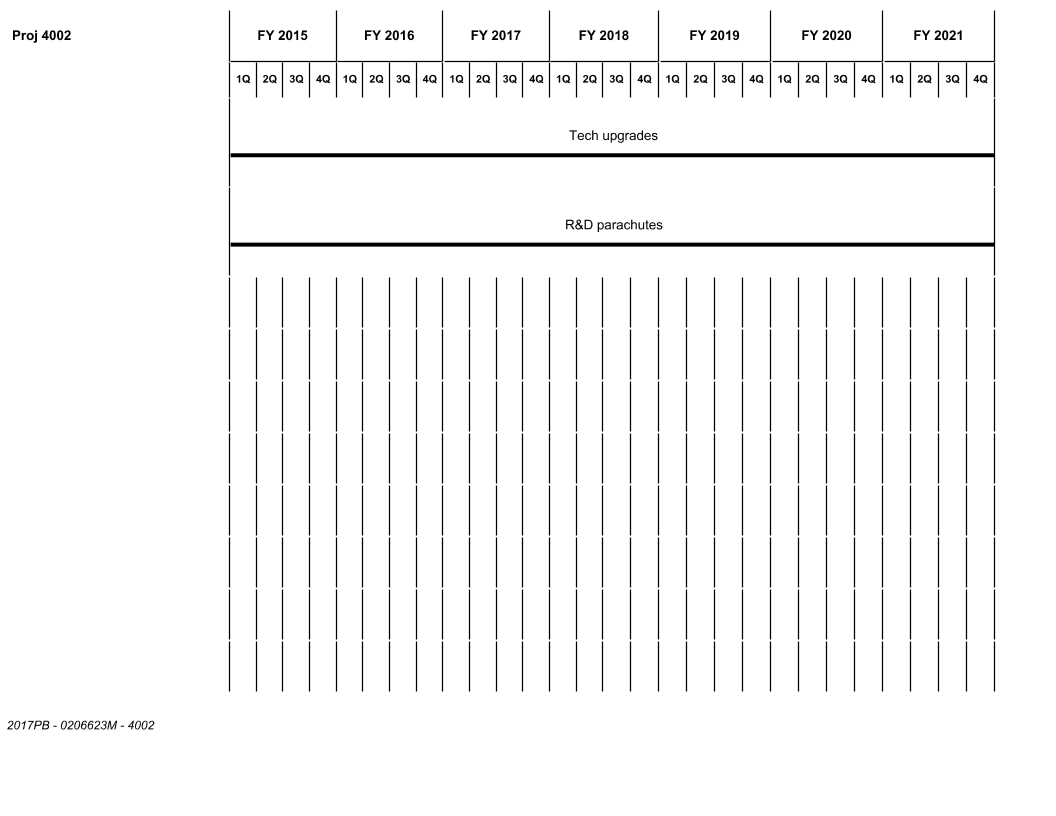 Proj 4002 FY 2015 FY 2016 FY 2017 FY 2018 FY 2019 FY 2020 FY 2021
1Q 2Q 3Q 4Q 1Q 2Q 3Q 4Q 1Q 2Q 3Q 4Q 1Q 2Q 3Q 4Q 1Q 2Q 3Q 4Q 1Q 2Q 3Q 4Q 1Q 2Q 3Q 4Q
Tech upgrades
R&D parachutes
2017PB - 0206623M - 4002